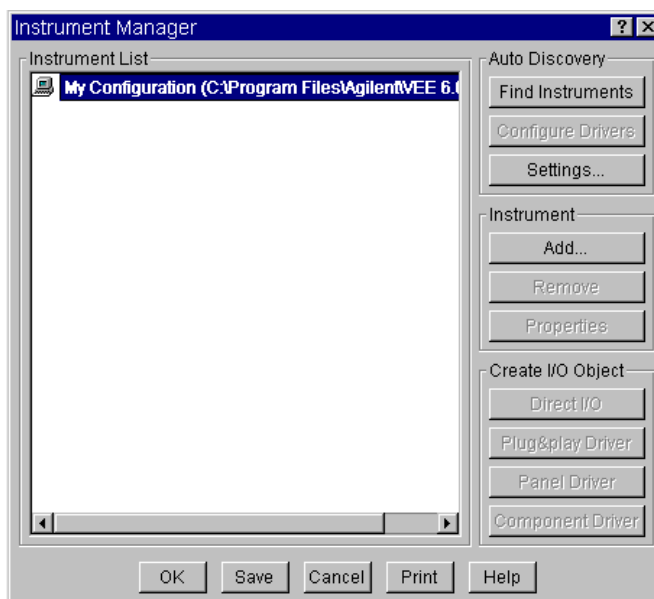 Instrument Manager
Instrument List
My Configuration (C:\Program Files\Agilent\VEE 6.
Auto Discovery
Find Instruments
Configure Drivers
Settings...
Instrument
Add...
Remove
Properties
Create I/O Object
Direct I/O
Plug&play Driver
Panel Driver
Component Driver
OK
Save
Cancel
Print
Help